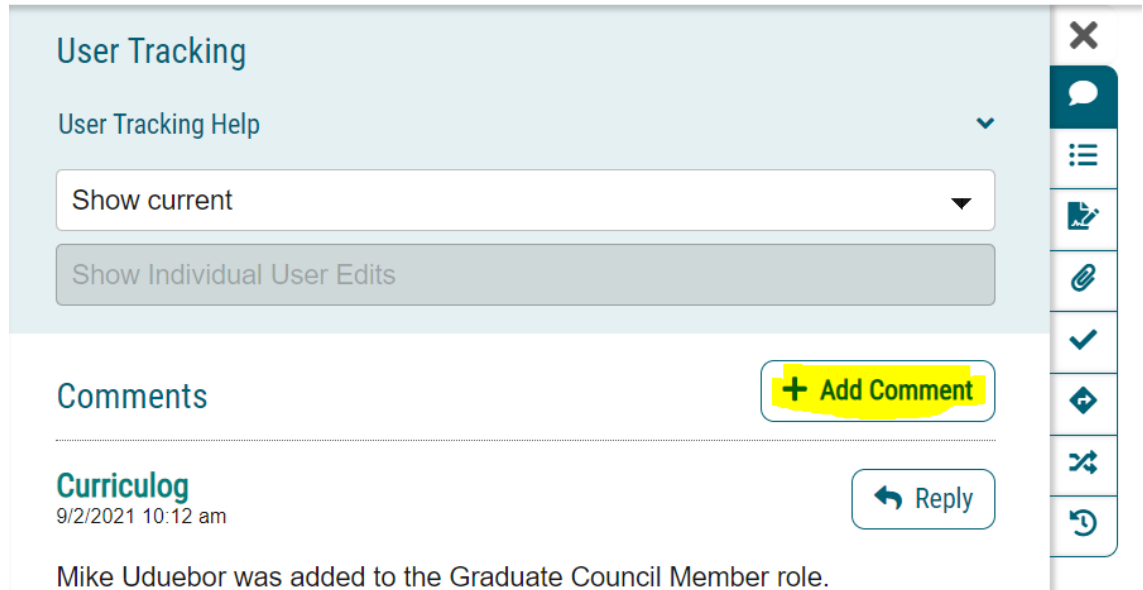 User Tracking
User Tracking Help
Show current
Show Individual User Edits
Comments
+ Add Comment
Curriculog
9/2/2021 10:12 am
Reply
Mike Uduebor was added to the Graduate Council Member role.